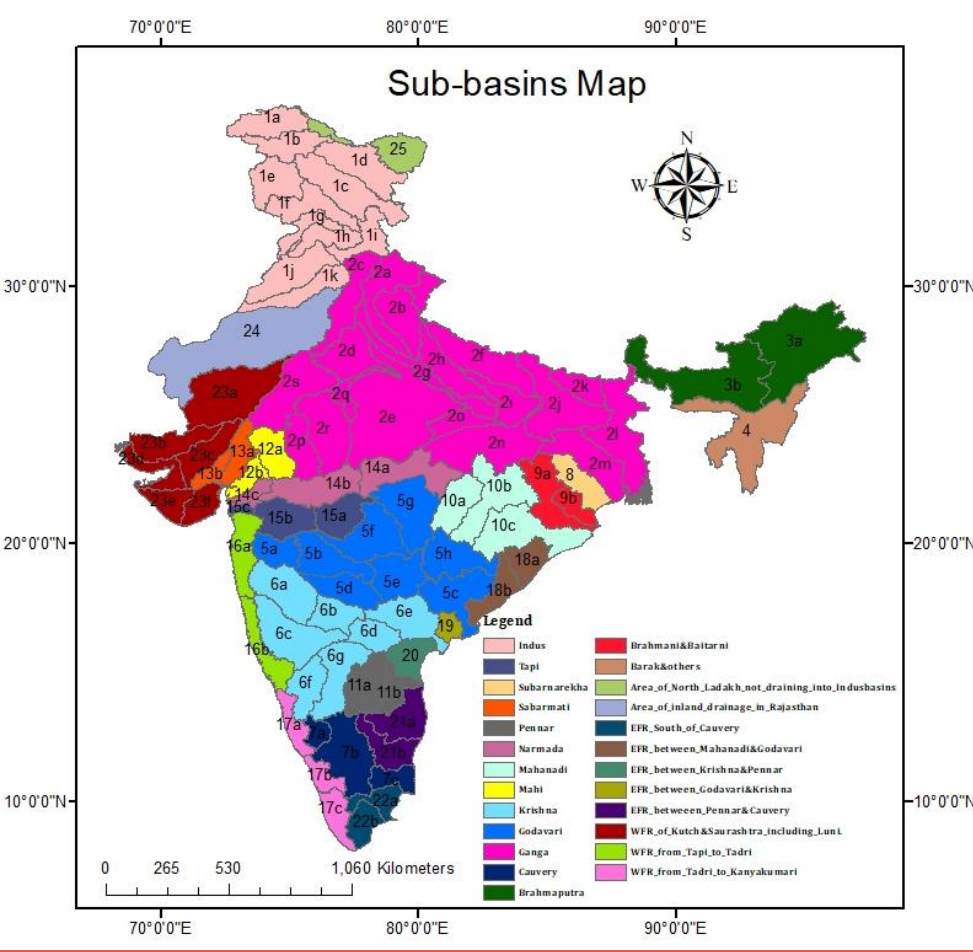 70°0'0"E 80°0'0"E 90°0'0"E
Sub-basins Map
N
W E
S
1a
1b
25
1d
1e
1c
1f
1g
1h 1i
1j 1k
2c 2a
30°0'0"N 30°0'0"N
2b
24
3a
2d
2h 2f
2g
3b
2s
2k
23a
2q
2i 2j
2e 2o
4
2r
2l
23b 2p 2n
13a 12a
23d 23c
14a 2m
13b 12b 9a 8
14b 10b
14c
23e 23f 5g 10a 9b
15c
15b 15a
10c
5f
20°0'0"N 20°0'0"N
16a 5a 5b 5h
18a
6a 5d 5e 5c 18b
6b 6e
19
6c 6d
16b
6g 20
6f 11a 11b
17a 21a
7a
7b 21b
17b 7c
10°0'0"N 10°0'0"N
17c 22a
22b
Legend
Indus Brahmani&Baitarni
Tapi Barak&others
Subarnarekha Area_of_North_Ladakh_not_draining_into_Indusbasins
Sabarmati Area_of_inland_drainage_in_Rajasthan
Pennar EFR_South_of_Cauvery
Narmada EFR_between_Mahanadi&Godavari
Mahanadi EFR_between_Krishna&Pennar
Mahi EFR_between_Godavari&Krishna
Krishna EFR_betweeen_Pennar&Cauvery
Godavari WFR_of_Kutch&Saurashtra_including_Luni.
Ganga WFR_from_Tapi_to_Tadri
Cauvery WFR_from_Tadri_to_Kanyakumari
Brahmaputra
0 265 530 1,060 Kilometers
70°0'0"E 80°0'0"E 90°0'0"E